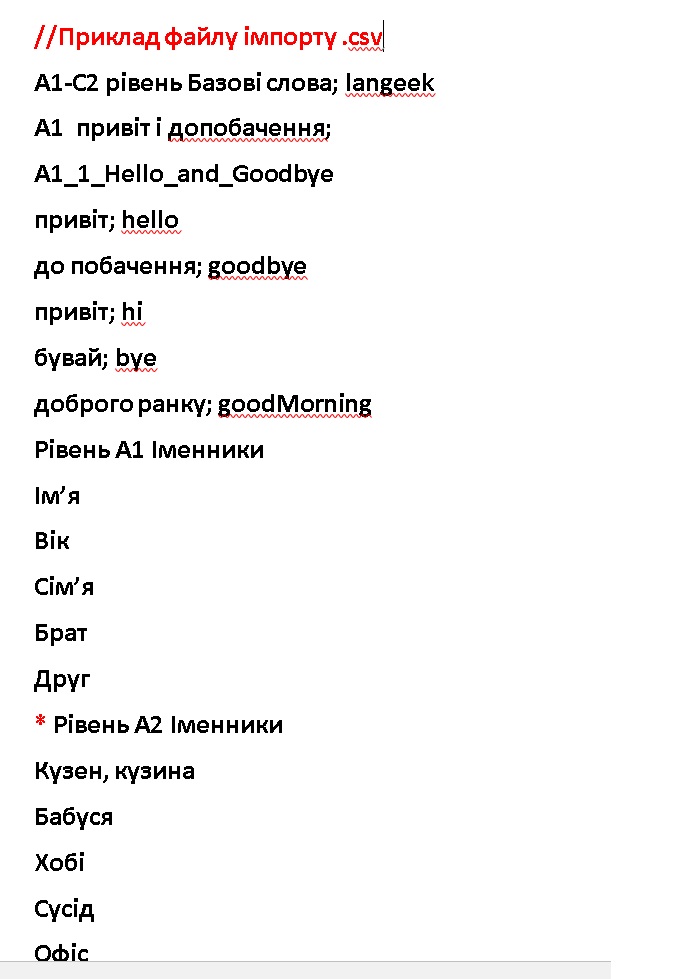 //Приклад файлу імпорту .csv
A1-C2 рівень Базові слова; langeek
A1  привіт і допобачення;
A1_1_Hello_and_Goodbye
привіт; hello
до побачення; goodbye
привіт; hi
бувай; bye
доброго ранку; goodMorning
Рівень A1 Іменники
Ім’я
Вік
Сім’я
Брат
Друг
* Рівень A2 Іменники
Кузен, кузина
Бабуся
Хобі
Сусід
Офіс